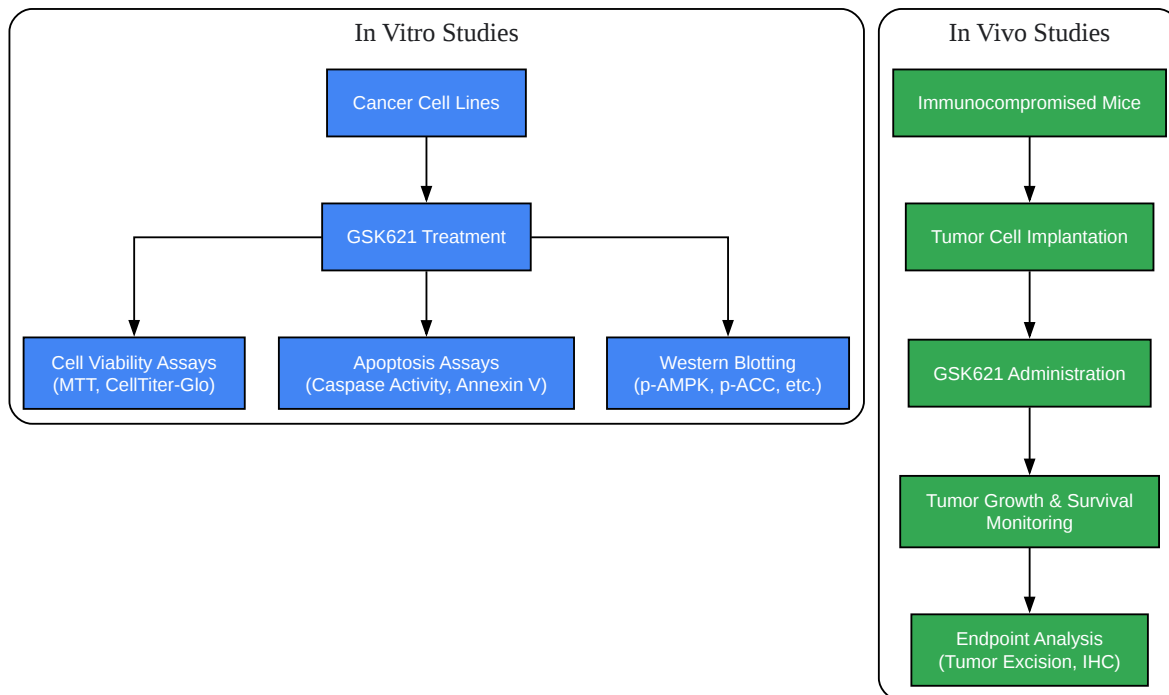 In Vitro Studies
Cancer Cell Lines
GSK621 Treatment
Cell Viability Assays
(MTT, CellTiter-Glo)
Apoptosis Assays
(Caspase Activity, Annexin V)
Western Blotting
(p-AMPK, p-ACC, etc.)
In Vivo Studies
Immunocompromised Mice
Tumor Cell Implantation
GSK621 Administration
Tumor Growth & Survival
Monitoring
Endpoint Analysis
(Tumor Excision, IHC)